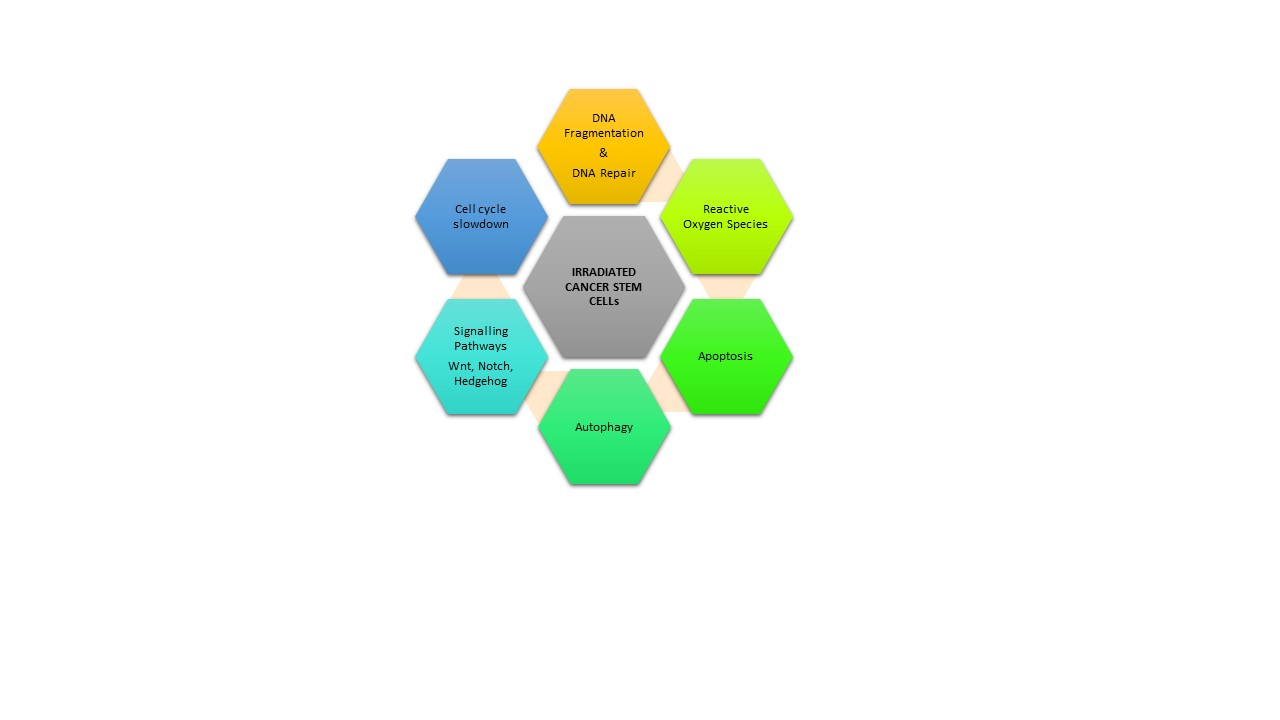 DNA
Fragmentation
&
DNA Repair
Cell cycle
slowdown
Reactive
Oxygen Species
IRRADIATED
CANCER STEM
CELLs
Signalling
Pathways
Wnt, Notch,
Hedgehog
Apoptosis
Autophagy